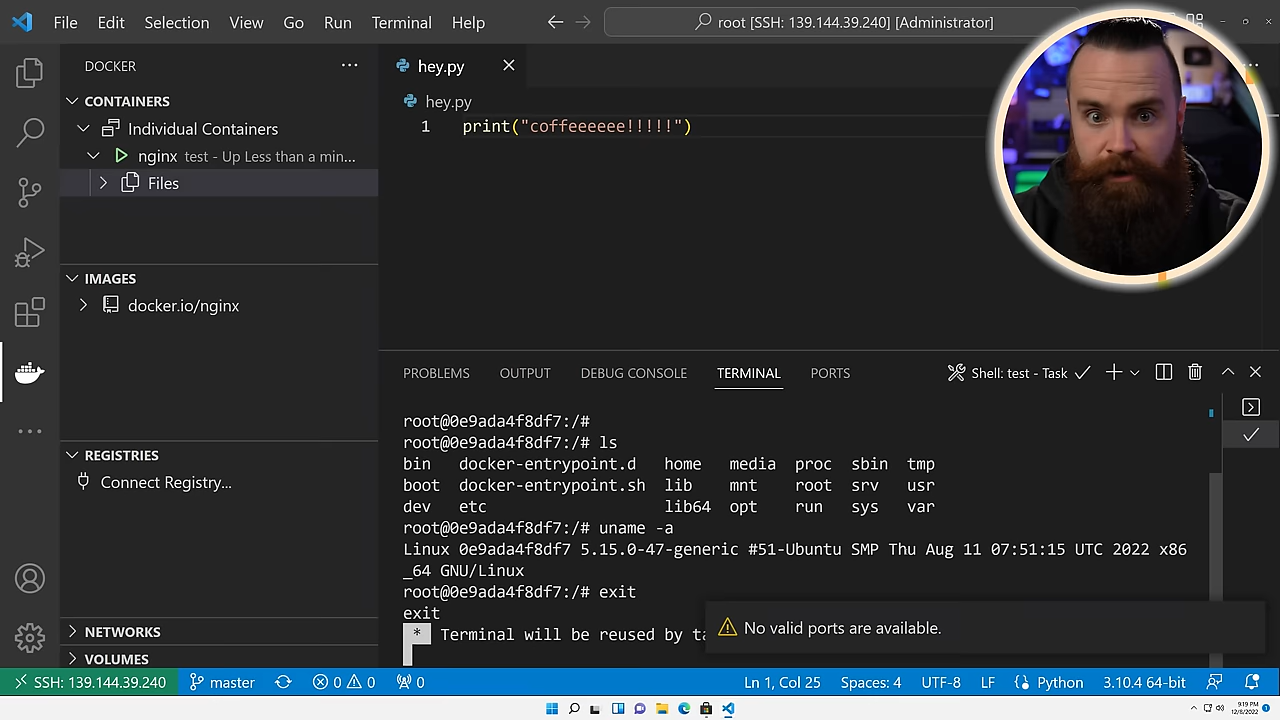 File Edit Selection View Go Run Terminal Help
root [SSH: 139.144.39.240] [Administrator]
DOCKER
CONTAINERS
Individual Containers
nginx test - Up Less than a min...
Files
IMAGES
docker.io/nginx
REGISTRIES
Connect Registry...
NETWORKS
VOLUMES
hey.py
hey.py
1 print("coffeeeeee!!!!!")
PROBLEMS OUTPUT DEBUG CONSOLE TERMINAL PORTS
Shell: test - Task
root@0e9ada4f8df7:/#
root@0e9ada4f8df7:/# ls
bin docker-entrypoint.d home media proc sbin tmp
boot docker-entrypoint.sh lib mnt root srv usr
dev etc lib64 opt run sys var
root@0e9ada4f8df7:/# uname -a
Linux 0e9ada4f8df7 5.15.0-47-generic #51-Ubuntu SMP Thu Aug 11 07:51:15 UTC 2022 x86
_64 GNU/Linux
root@0e9ada4f8df7:/# exit
exit
* Terminal will be reused by ta
No valid ports are available.
SSH: 139.144.39.240 master 0 0 0 Ln 1, Col 25 Spaces: 4 UTF-8 LF Python 3.10.4 64-bit
9:19 PM
12/8/2022